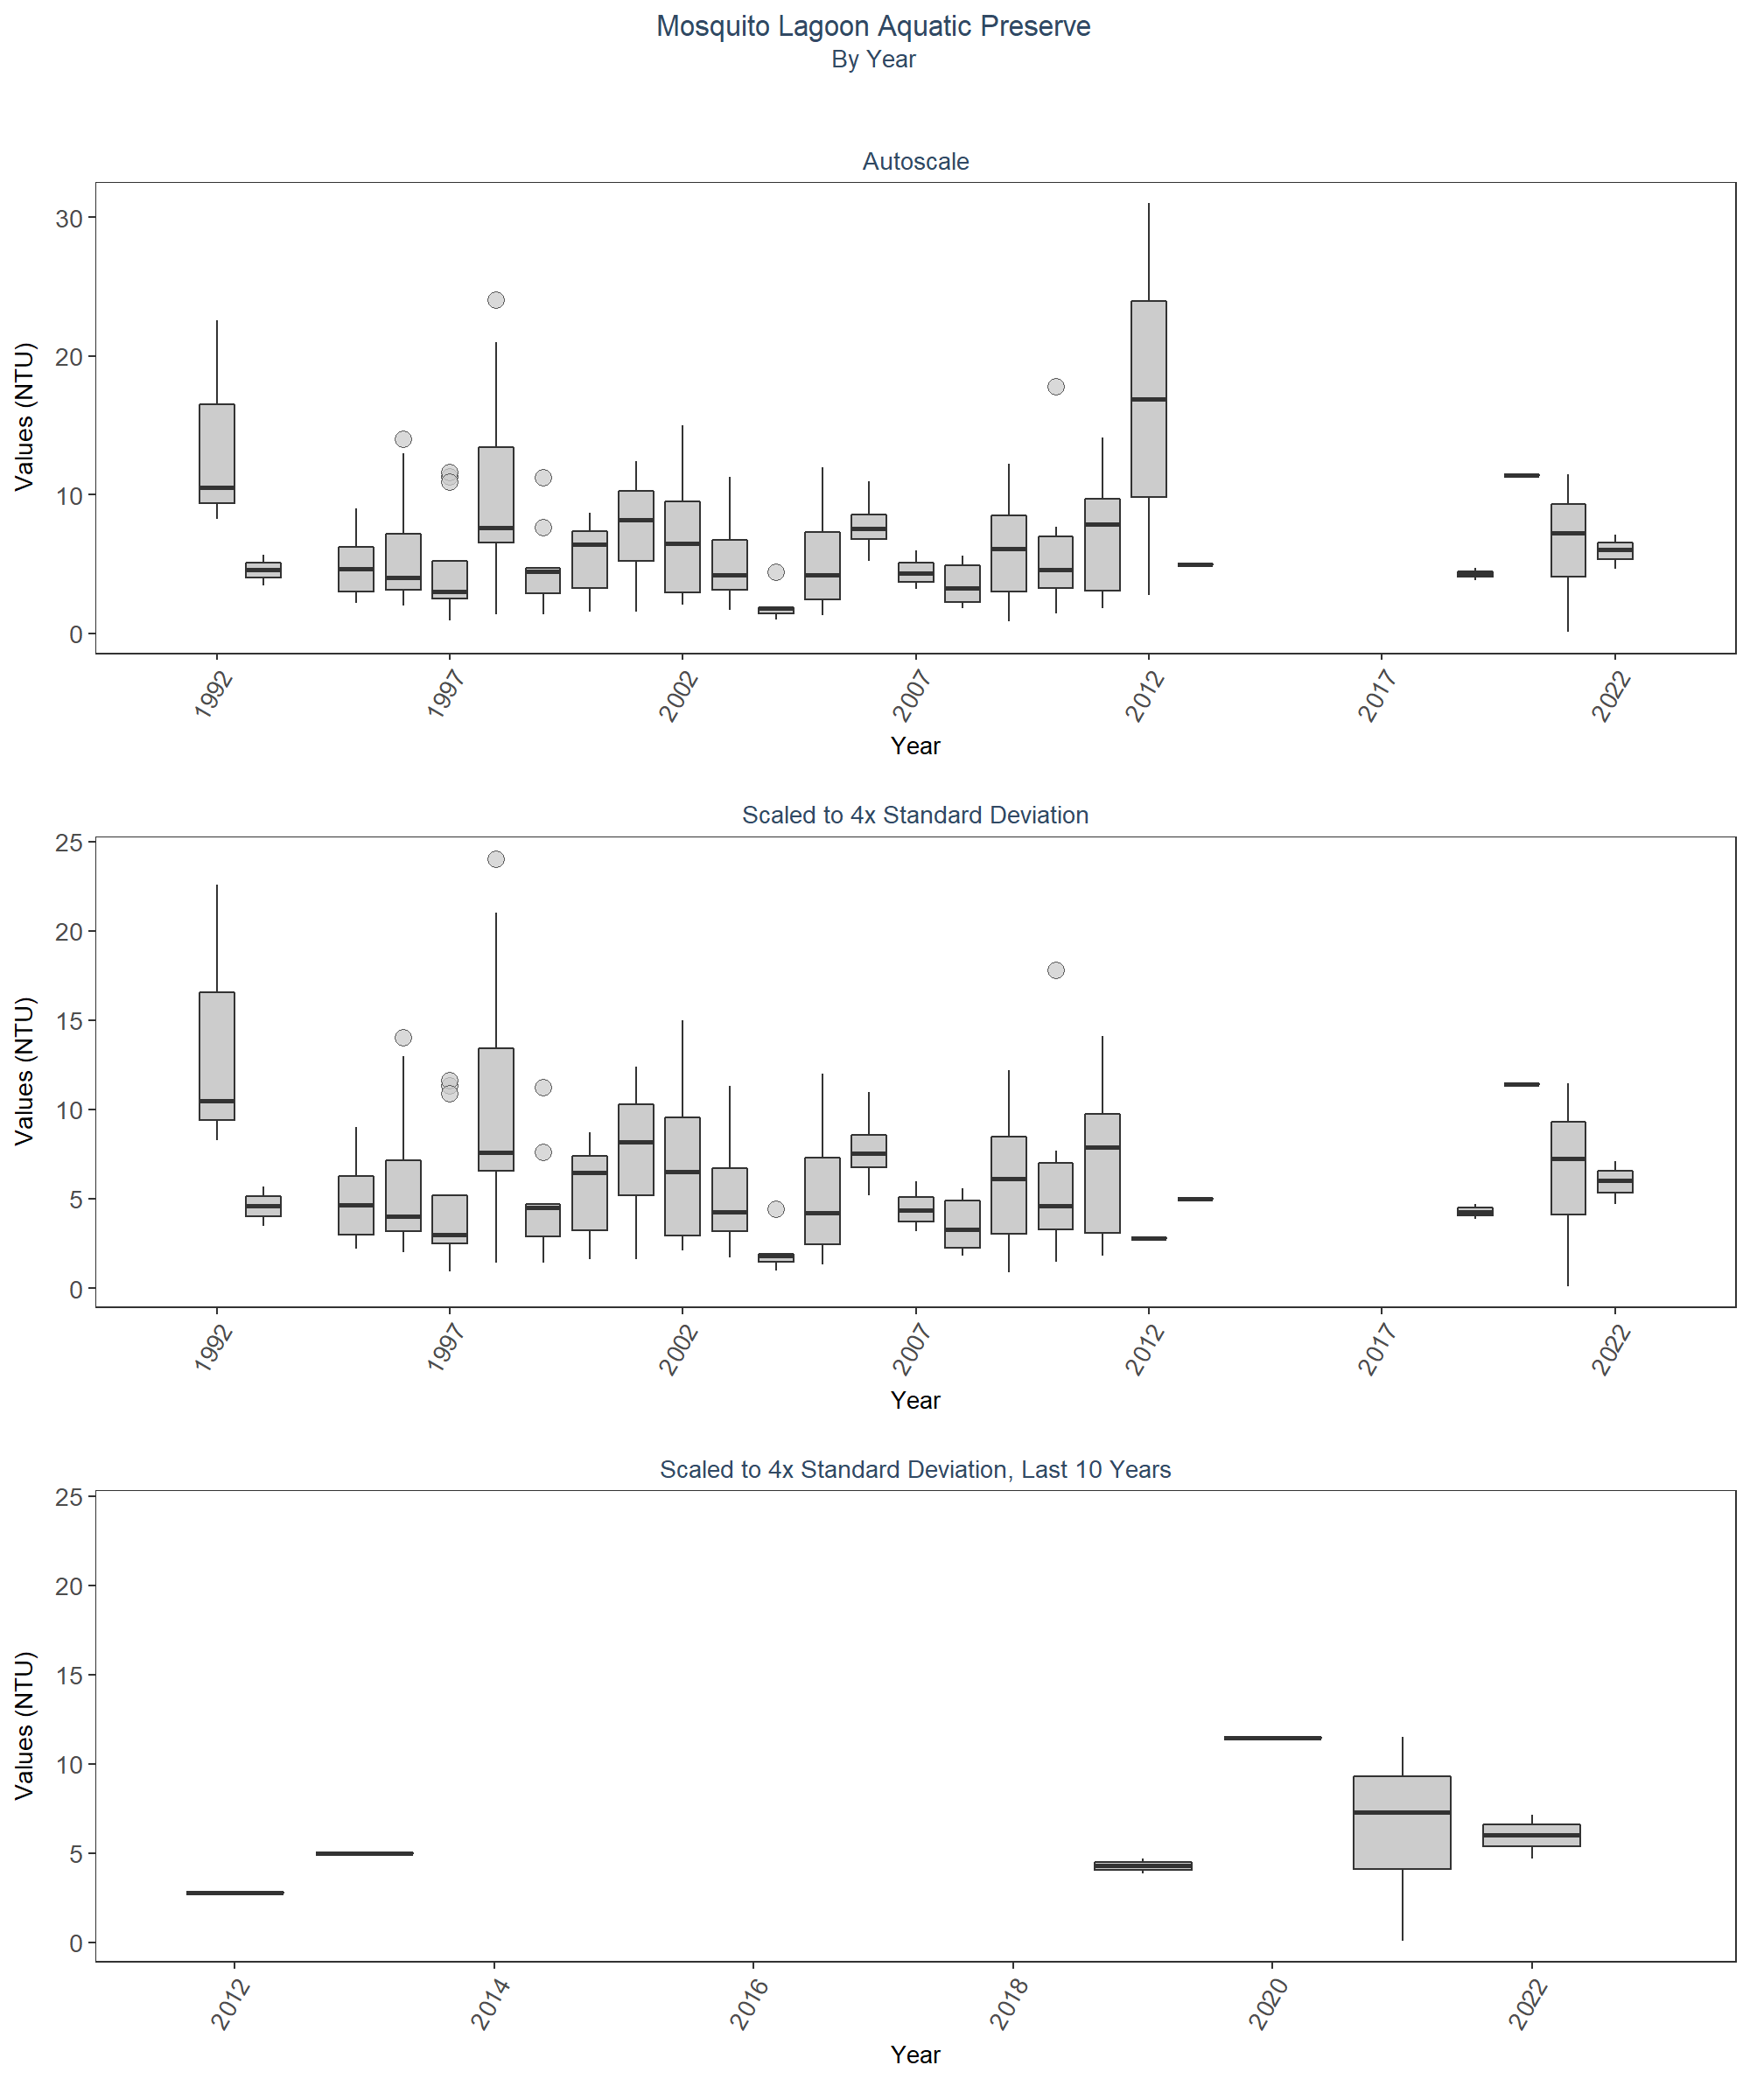 Mosquito Lagoon Aquatic Preserve
By Year
Autoscale
Values (NTU)
30
20
10
0
1992 1997 2002 2007 2012 2017 2022
Year
Scaled to 4x Standard Deviation
Values (NTU)
25
20
15
10
5
0
1992 1997 2002 2007 2012 2017 2022
Year
Scaled to 4x Standard Deviation, Last 10 Years
Values (NTU)
25
20
15
10
5
0
2012 2014 2016 2018 2020 2022
Year